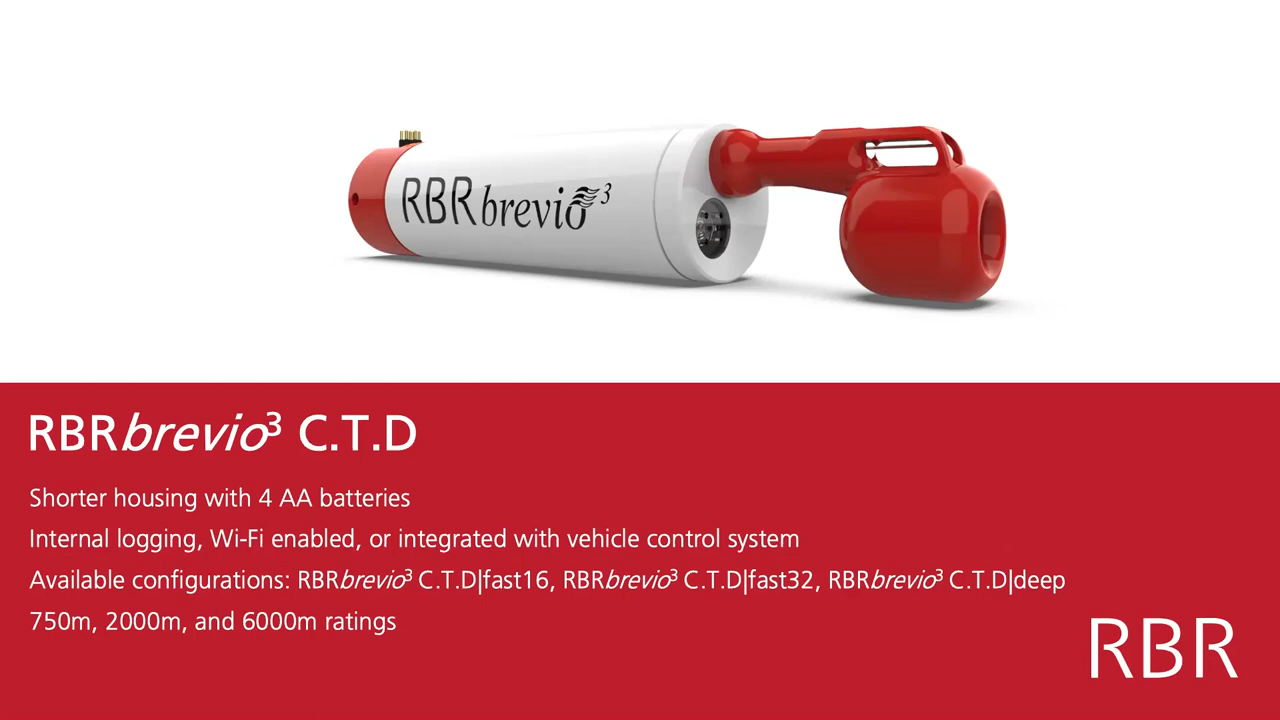 RBRbrevio³
RBRbrevio³ C.T.D
Shorter housing with 4 AA batteries
Internal logging, Wi-Fi enabled, or integrated with vehicle control system
Available configurations: RBRbrevio³ C.T.D|fast16, RBRbrevio³ C.T.D|fast32, RBRbrevio³ C.T.D|deep
750m, 2000m, and 6000m ratings
RBR